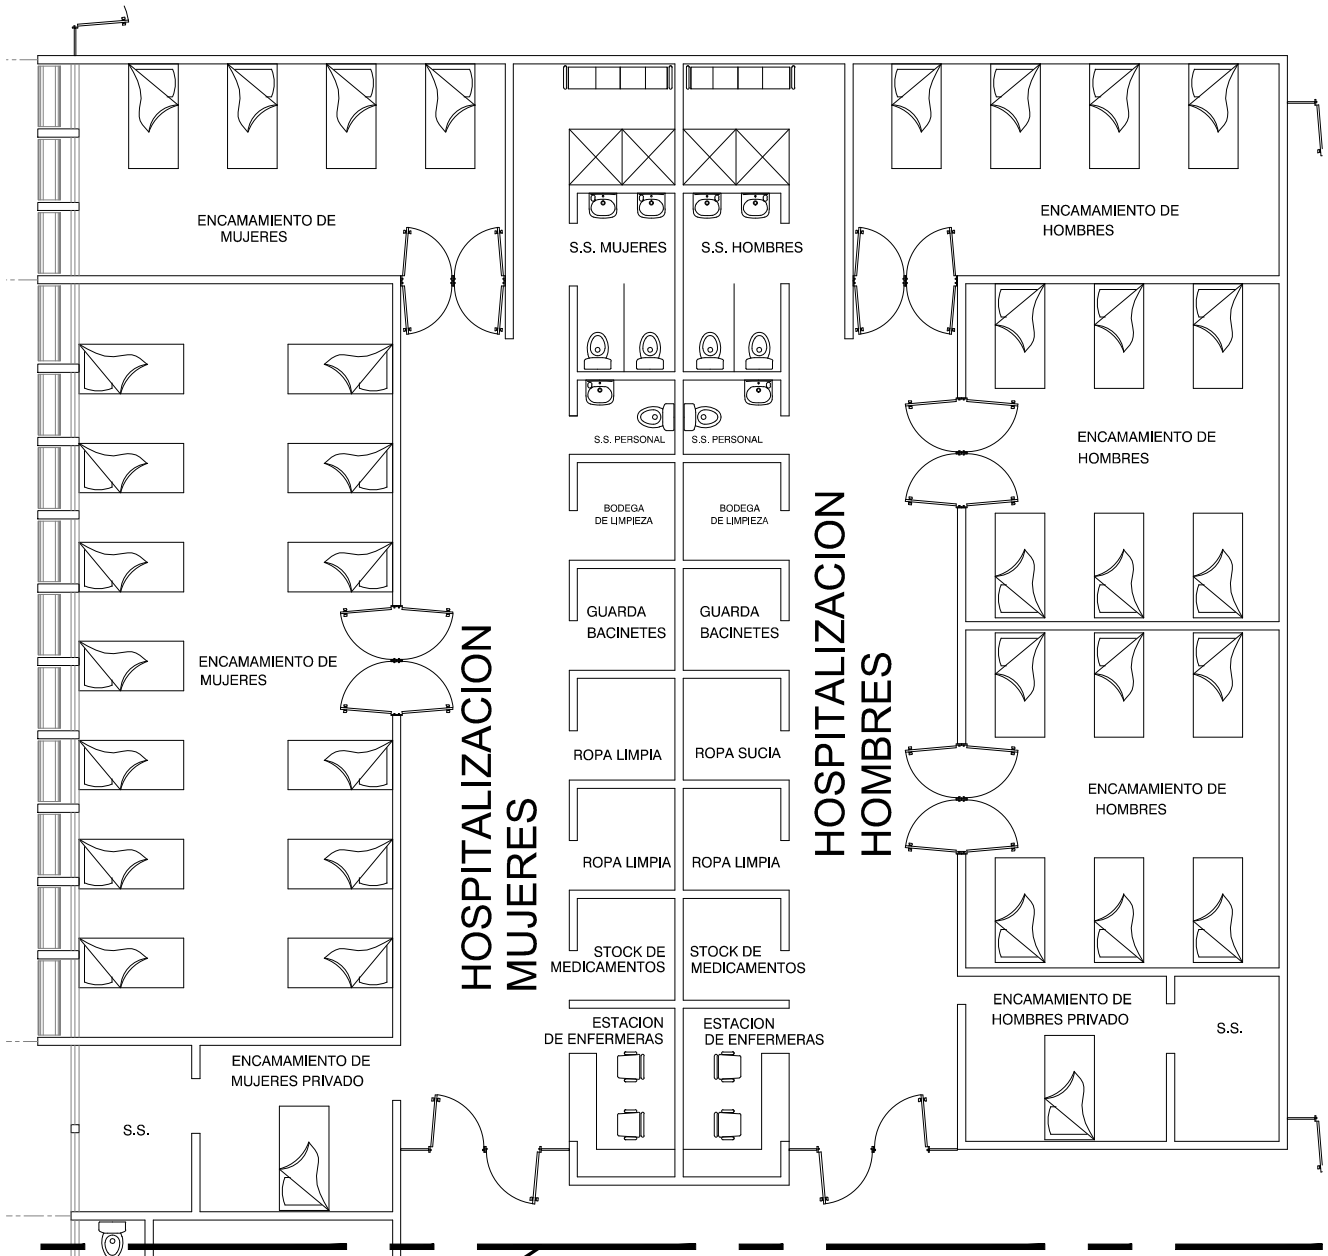 ENCAMAMIENTO DE
MUJERES
S.S. MUJERES
S.S. HOMBRES
ENCAMAMIENTO DE
HOMBRES
S.S. PERSONAL
S.S. PERSONAL
ENCAMAMIENTO DE
HOMBRES
BODEGA
DE LIMPIEZA
BODEGA
DE LIMPIEZA
GUARDA
BACINETES
GUARDA
BACINETES
ENCAMAMIENTO DE
MUJERES
HOSPITALIZACION
MUJERES
HOSPITALIZACION
HOMBRES
ROPA LIMPIA
ROPA SUCIA
ENCAMAMIENTO DE
HOMBRES
ROPA LIMPIA
ROPA LIMPIA
STOCK DE
MEDICAMENTOS
STOCK DE
MEDICAMENTOS
ESTACION
DE ENFERMERAS
ESTACION
DE ENFERMERAS
ENCAMAMIENTO DE
HOMBRES PRIVADO
S.S.
ENCAMAMIENTO DE
MUJERES PRIVADO
S.S.